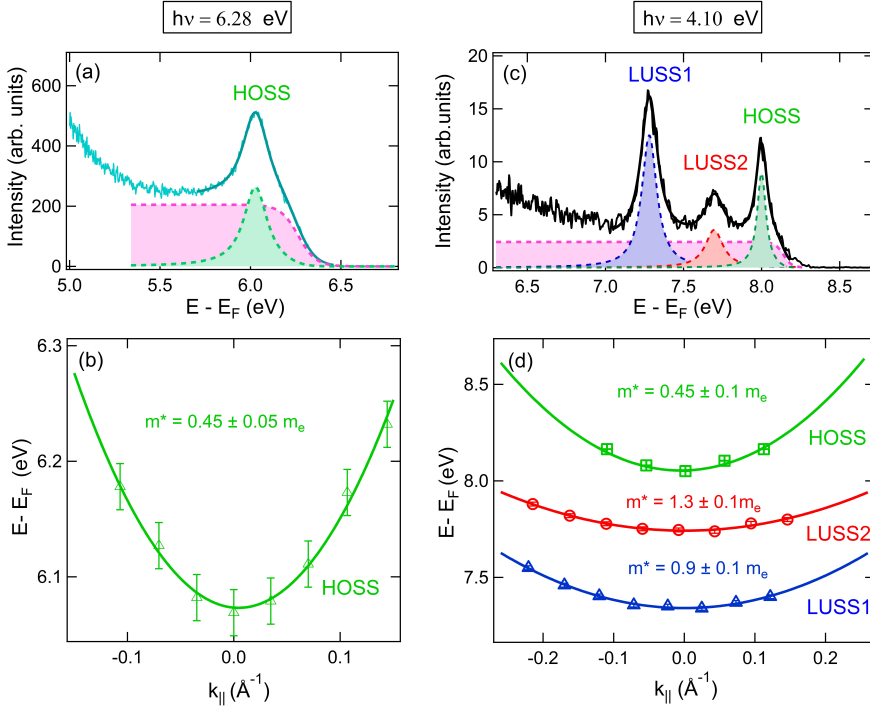 hν = 6.28 eV
hν = 4.10 eV
(a)
HOSS
Intensity (arb. units)
600
400
200
0
5.0
5.5
6.0
6.5
E - E_F (eV)
(c)
LUSS1
LUSS2
HOSS
Intensity (arb.units)
20
15
10
5
0
6.5
7.0
7.5
8.0
8.5
E - E_F (eV)
(b)
m* = 0.45 ± 0.05 m_e
HOSS
E- E_F (eV)
6.3
6.2
6.1
-0.1
0.0
0.1
k_|| (Å^-1)
(d)
m* = 0.45 ± 0.1 m_e
HOSS
m* = 1.3 ± 0.1m_e
LUSS2
m* = 0.9 ± 0.1 m_e
LUSS1
E- E_F (eV)
8.5
8.0
7.5
-0.2
-0.1
0.0
0.1
0.2
k_|| (Å^-1)